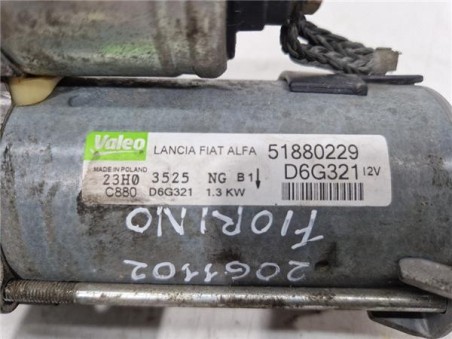 Valeo LANCIA FIAT ALFA 51880229
MADE IN POLAND D6G321 12V
23H0 3525 NG B1↓
C880 D6G321 1.3 KW
FIORINO
2061102